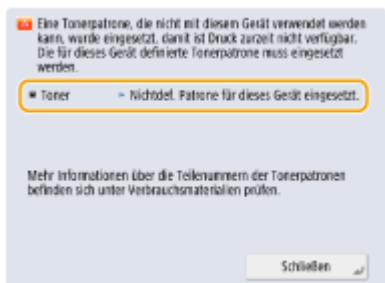 Eine Tonerpatrone, die nicht mit diesem Gerät verwendet werden
kann, wurde eingesetzt, damit ist Druck zurzeit nicht verfügbar.
Die für dieses Gerät definierte Tonerpatrone muss eingesetzt
werden.
Toner Nichtdef. Patrone für dieses Gerät eingesetzt.
Mehr Informationen über die Teilenummern der Tonerpatronen
befinden sich unter Verbrauchsmaterialien prüfen.
Schließen